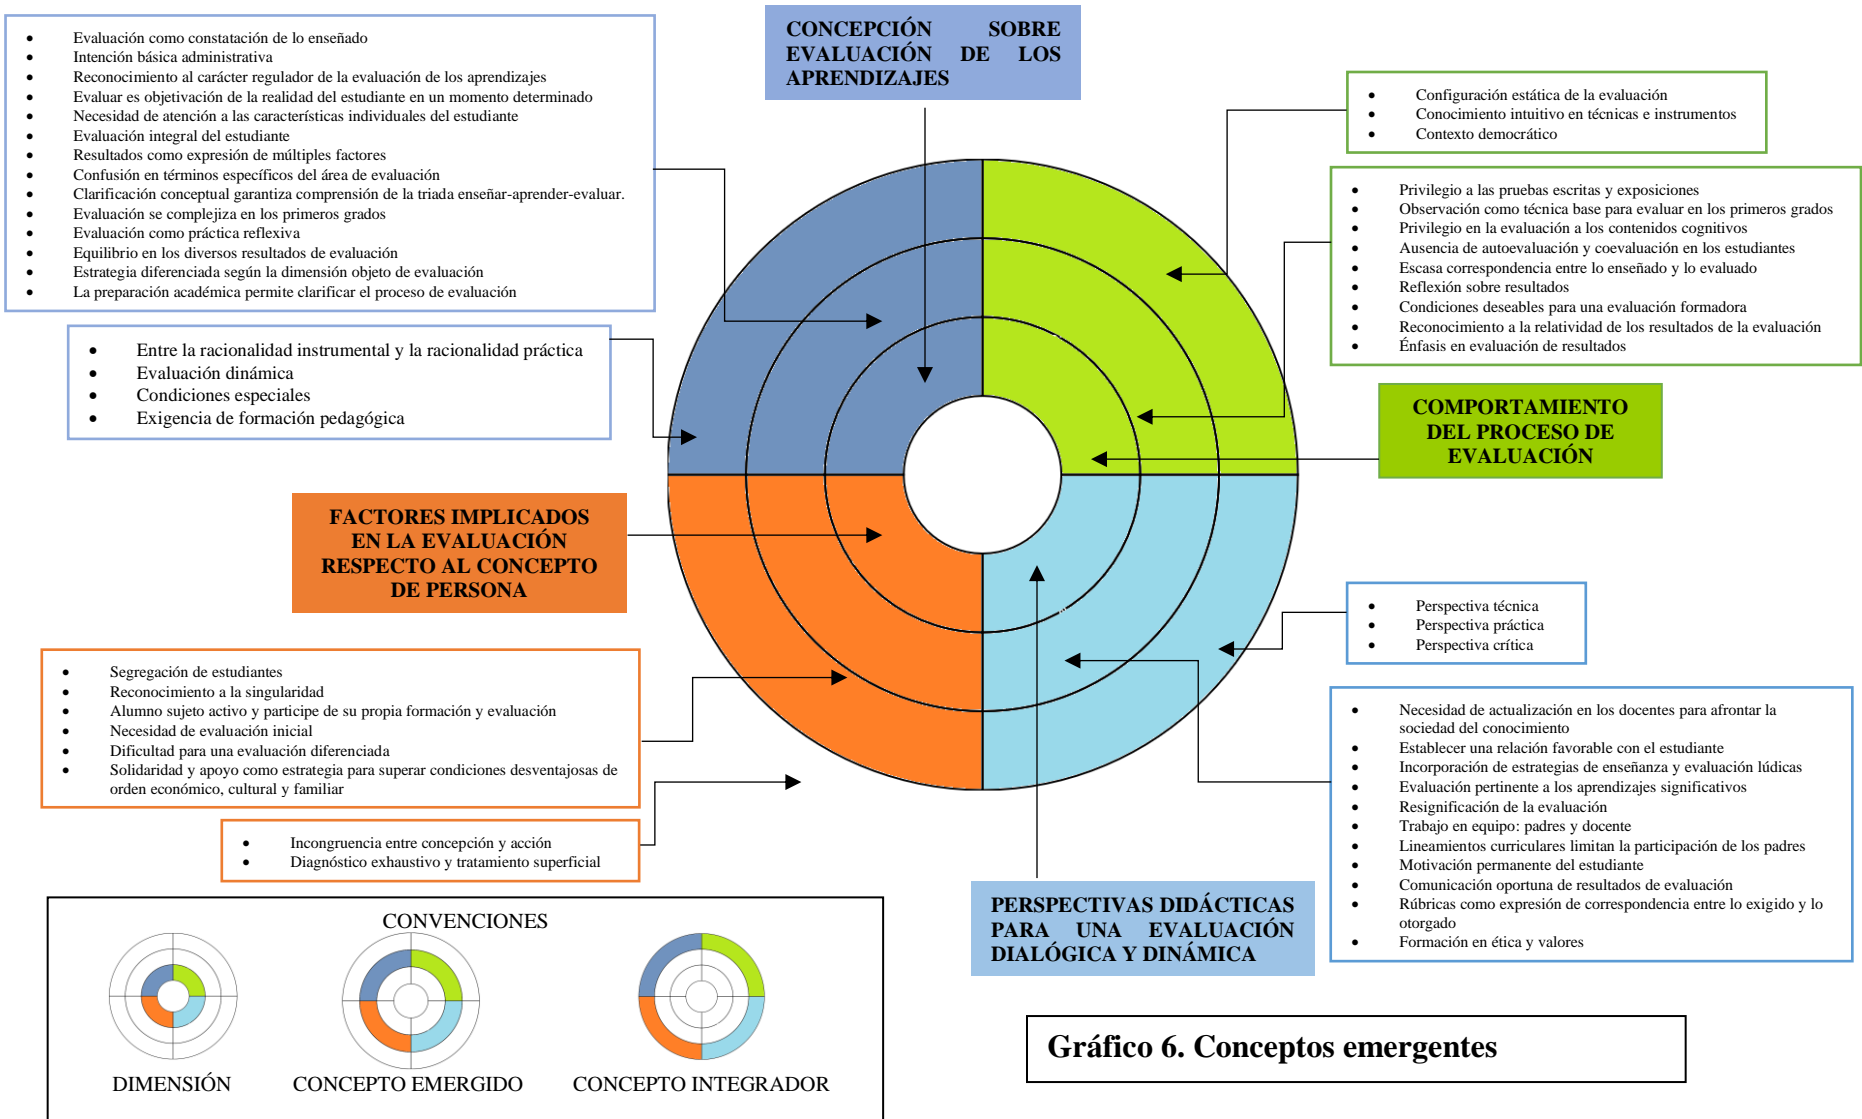 Evaluación como constatación de lo enseñado
Intención básica administrativa
Reconocimiento al carácter regulador de la evaluación de los aprendizajes
Evaluar es objetivación de la realidad del estudiante en un momento determinado
Necesidad de atención a las características individuales del estudiante
Evaluación integral del estudiante
Resultados como expresión de múltiples factores
Confusión en términos específicos del área de evaluación
Clarificación conceptual garantiza comprensión de la triada enseñar-aprender-evaluar.
Evaluación se complejiza en los primeros grados
Evaluación como práctica reflexiva
Equilibrio en los diversos resultados de evaluación
Estrategia diferenciada según la dimensión objeto de evaluación
La preparación académica permite clarificar el proceso de evaluación
CONCEPCIÓN SOBRE
EVALUACIÓN DE LOS
APRENDIZAJES
Configuración estática de la evaluación
Conocimiento intuitivo en técnicas e instrumentos
Contexto democrático
Privilegio a las pruebas escritas y exposiciones
Observación como técnica base para evaluar en los primeros grados
Privilegio en la evaluación a los contenidos cognitivos
Ausencia de autoevaluación y coevaluación en los estudiantes
Escasa correspondencia entre lo enseñado y lo evaluado
Reflexión sobre resultados
Condiciones deseables para una evaluación formadora
Reconocimiento a la relatividad de los resultados de la evaluación
Énfasis en evaluación de resultados
Entre la racionalidad instrumental y la racionalidad práctica
Evaluación dinámica
Condiciones especiales
Exigencia de formación pedagógica
COMPORTAMIENTO
DEL PROCESO DE
EVALUACIÓN
FACTORES IMPLICADOS
EN LA EVALUACIÓN
RESPECTO AL CONCEPTO
DE PERSONA
Perspectiva técnica
Perspectiva práctica
Perspectiva crítica
Segregación de estudiantes
Reconocimiento a la singularidad
Alumno sujeto activo y participe de su propia formación y evaluación
Necesidad de evaluación inicial
Dificultad para una evaluación diferenciada
Solidaridad y apoyo como estrategia para superar condiciones desventajosas de
orden económico, cultural y familiar
Necesidad de actualización en los docentes para afrontar la
sociedad del conocimiento
Establecer una relación favorable con el estudiante
Incorporación de estrategias de enseñanza y evaluación lúdicas
Evaluación pertinente a los aprendizajes significativos
Resignificación de la evaluación
Trabajo en equipo: padres y docente
Lineamientos curriculares limitan la participación de los padres
Motivación permanente del estudiante
Comunicación oportuna de resultados de evaluación
Rúbricas como expresión de correspondencia entre lo exigido y lo
otorgado
Formación en ética y valores
Incongruencia entre concepción y acción
Diagnóstico exhaustivo y tratamiento superficial
PERSPECTIVAS DIDÁCTICAS
PARA UNA EVALUACIÓN
DIALÓGICA Y DINÁMICA
CONVENCIONES
DIMENSIÓN
CONCEPTO EMERGIDO
CONCEPTO INTEGRADOR
Gráfico 6. Conceptos emergentes